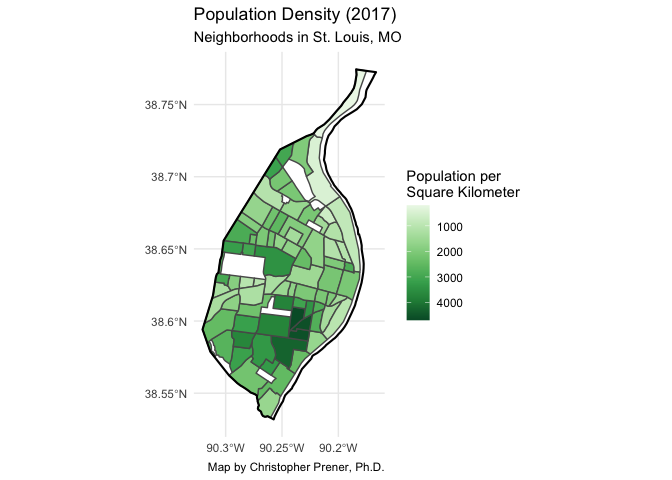 Population Density (2017)
Neighborhoods in St. Louis, MO
38.75°N
38.7°N
38.65°N
38.6°N
38.55°N
90.3°W
90.25°W
90.2°W
Population per
Square Kilometer
1000
2000
3000
4000
Map by Christopher Prener, Ph.D.